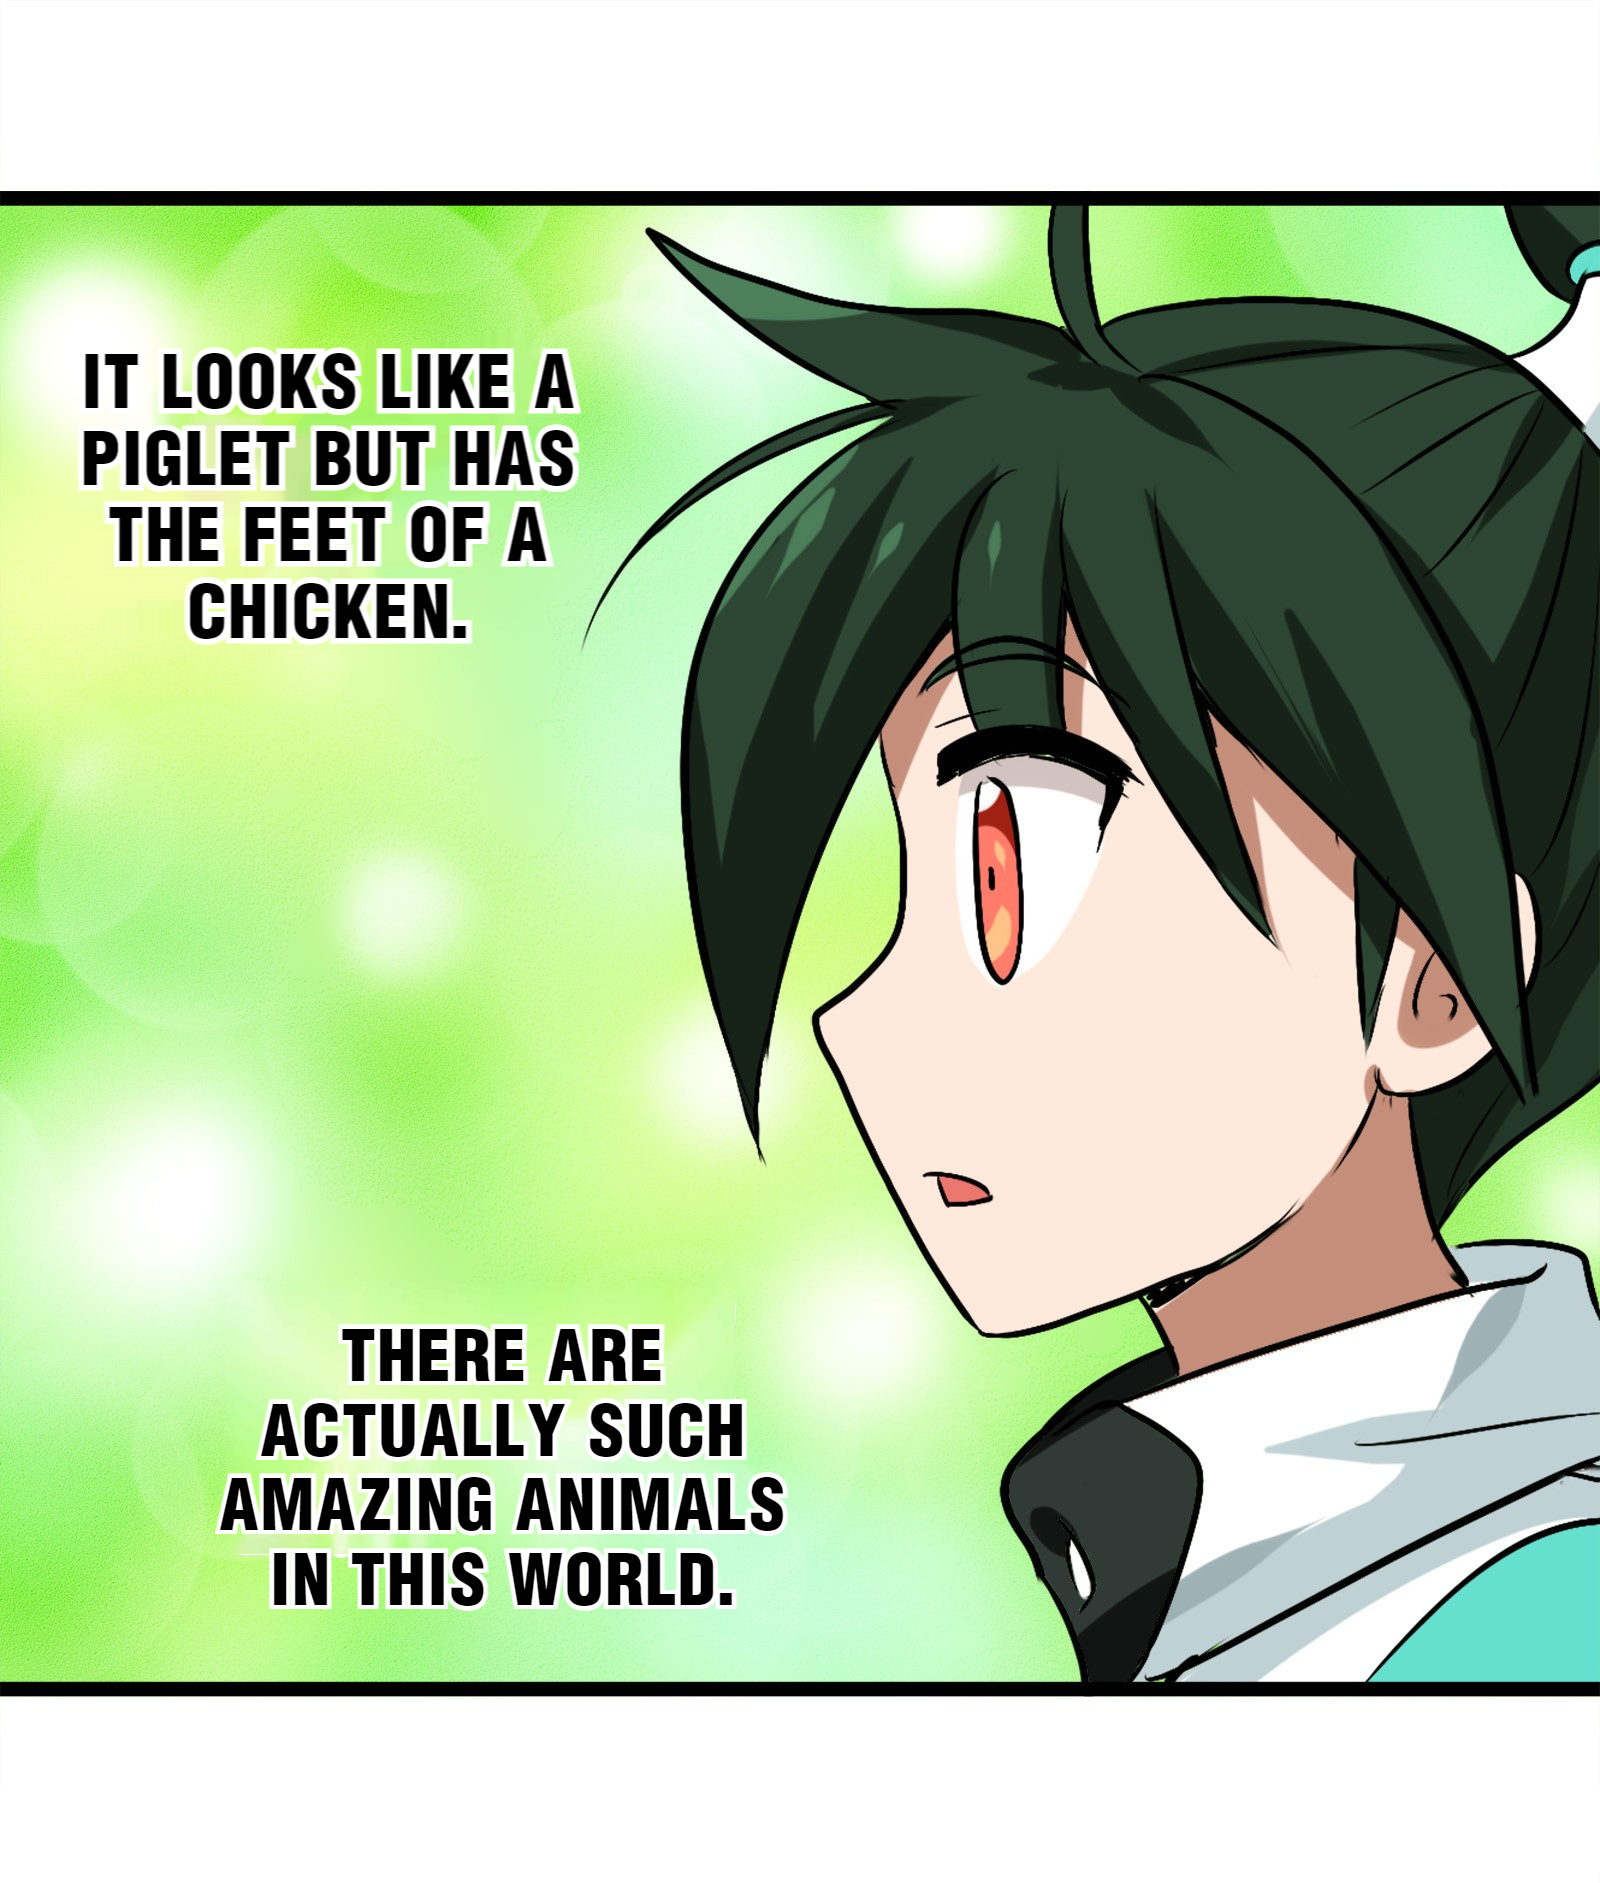 IT LOOKS LIKE A
PIGLET BUT HAS
THE FEET OF A
CHICKEN.
THERE ARE
ACTUALLY SUCH
AMAZING ANIMALS
IN THIS WORLD.